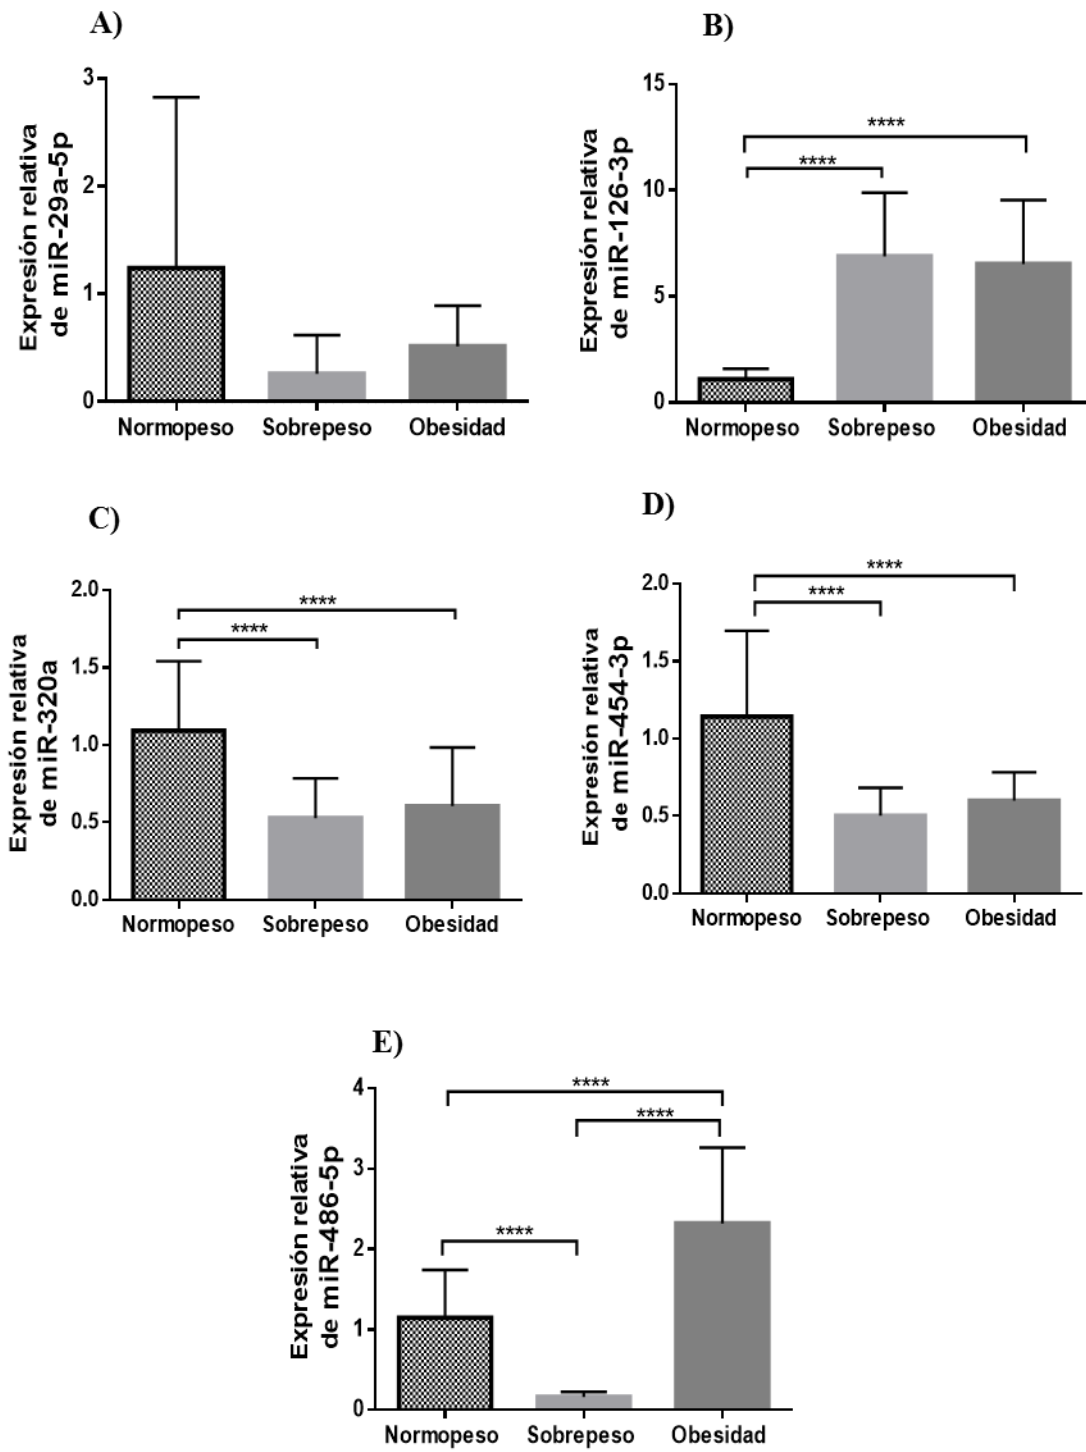 A)
Expresión relativa
de miR-29a-5p
3
2
1
0
Normopeso Sobrepeso Obesidad
B)
Expresión relativa
de miR-126-3p
15
10
5
0
****
****
Normopeso Sobrepeso Obesidad
C)
Expresión relativa
de miR-320a
2.0
1.5
1.0
0.5
0.0
****
****
Normopeso Sobrepeso Obesidad
D)
Expresión relativa
de miR-454-3p
2.0
1.5
1.0
0.5
0.0
****
****
Normopeso Sobrepeso Obesidad
E)
Expresión relativa
de miR-486-5p
4
3
2
1
0
****
****
****
Normopeso Sobrepeso Obesidad